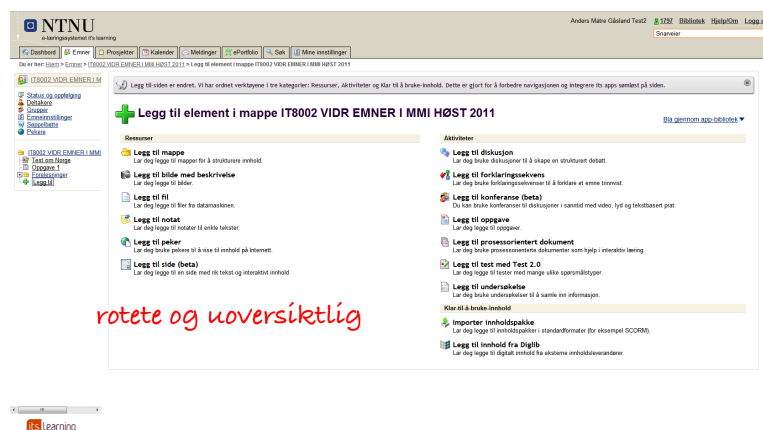 NTNU
e-læringssystemet it's learning
Anders Matre Gåsland Test2 1797 Bibliotek Hjelp/Om Logg
Snarveier
Dashbord Emner Prosjekter Kalender Meldinger ePortfolio Søk Mine innstillinger
Du er her: Hjem > Emner > IT8002 VIDR EMNER I MMI HØST 2011 > Legg til element i mappe IT8002 VIDR EMNER I MMI HØST 2011
IT8002 VIDR EMNER I M
Status og oppfølging
Deltakere
Grupper
Emneinnstillinger
Søppelbøtte
Pekere
IT8002 VIDR EMNER I MMI
Test om Norge
Oppgave 1
Forelesninger
Legg til
Legg til-siden er endret. Vi har ordnet verktøyene i tre kategorier: Ressurser, Aktiviteter og Klar til å bruke-innhold. Dette er gjort for å forbedre navigasjonen og integrere its apps sømløst på siden.
Legg til element i mappe IT8002 VIDR EMNER I MMI HØST 2011
Bla gjennom app-bibliotek
Ressurser
Legg til mappe
Lar deg legge til mapper for å strukturere innhold.
Legg til bilde med beskrivelse
Lar deg legge til bilder.
Legg til fil
Lar deg legge til filer fra datamaskinen.
Legg til notat
Lar deg legge til notater til enkle tekster.
Legg til peker
Lar deg bruke pekere til å vise til innhold på Internett.
Legg til side (beta)
Lar deg legge til en side med rik tekst og interaktivt innhold
Aktiviteter
Legg til diskusjon
Lar deg bruke diskusjoner til å skape en strukturert debatt.
Legg til forklaringssekvens
Lar deg bruke forklaringssekvenser til å forklare et emne trinnvist.
Legg til konferanse (beta)
Du kan bruke konferanser til diskusjoner i sanntid med video, lyd og tekstbasert prat.
Legg til oppgave
Lar deg legge til oppgaver.
Legg til prosessorientert dokument
Lar deg bruke prosessorienterte dokumenter som hjelp i interaktiv læring.
Legg til test med Test 2.0
Lar deg legge til tester med mange ulike spørsmålstyper.
Legg til undersøkelse
Lar deg bruke undersøkelser til å samle inn informasjon.
Klar-til-å-bruke-innhold
Importer innholdspakke
Lar deg legge til innholdspakker i standardformater (for eksempel SCORM).
Legg til innhold fra Diglib
Lar deg legge til digitalt innhold fra eksterne innholdsleverandører.
rotete og uoversiktlig
its learning